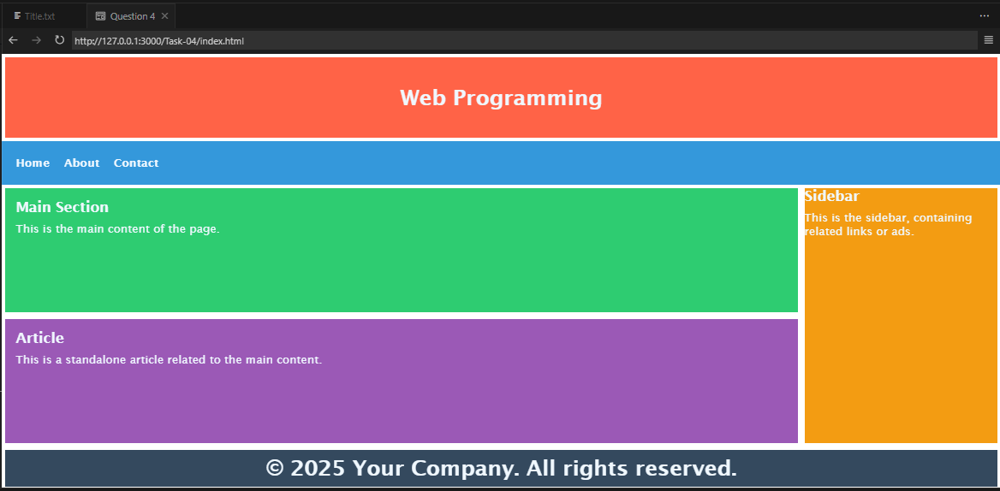 Title.txt
Question 4
http://127.0.0.1:3000/Task-04/index.html
Web Programming
Home About Contact
Main Section
This is the main content of the page.
Sidebar
This is the sidebar, containing
related links or ads.
Article
This is a standalone article related to the main content.
© 2025 Your Company. All rights reserved.